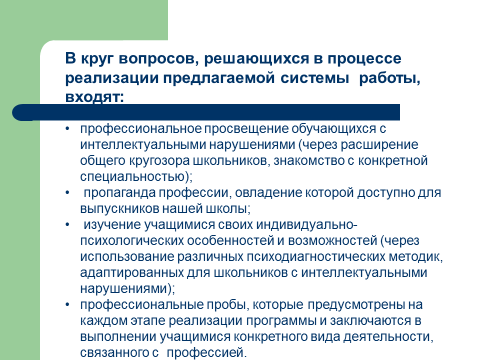 В круг вопросов, решающихся в процессе
реализации предлагаемой системы работы,
входят:
• профессиональное просвещение обучающихся с
интеллектуальными нарушениями (через расширение
общего кругозора школьников, знакомство с конкретной
специальностью);
• пропаганда профессии, овладение которой доступно для
выпускников нашей школы;
• изучение учащимися своих индивидуально-
психологических особенностей и возможностей (через
использование различных психодиагностических методик,
адаптированных для школьников с интеллектуальными
нарушениями);
• профессиональные пробы, которые предусмотрены на
каждом этапе реализации программы и заключаются в
выполнении учащимися конкретного вида деятельности,
связанного с профессией.